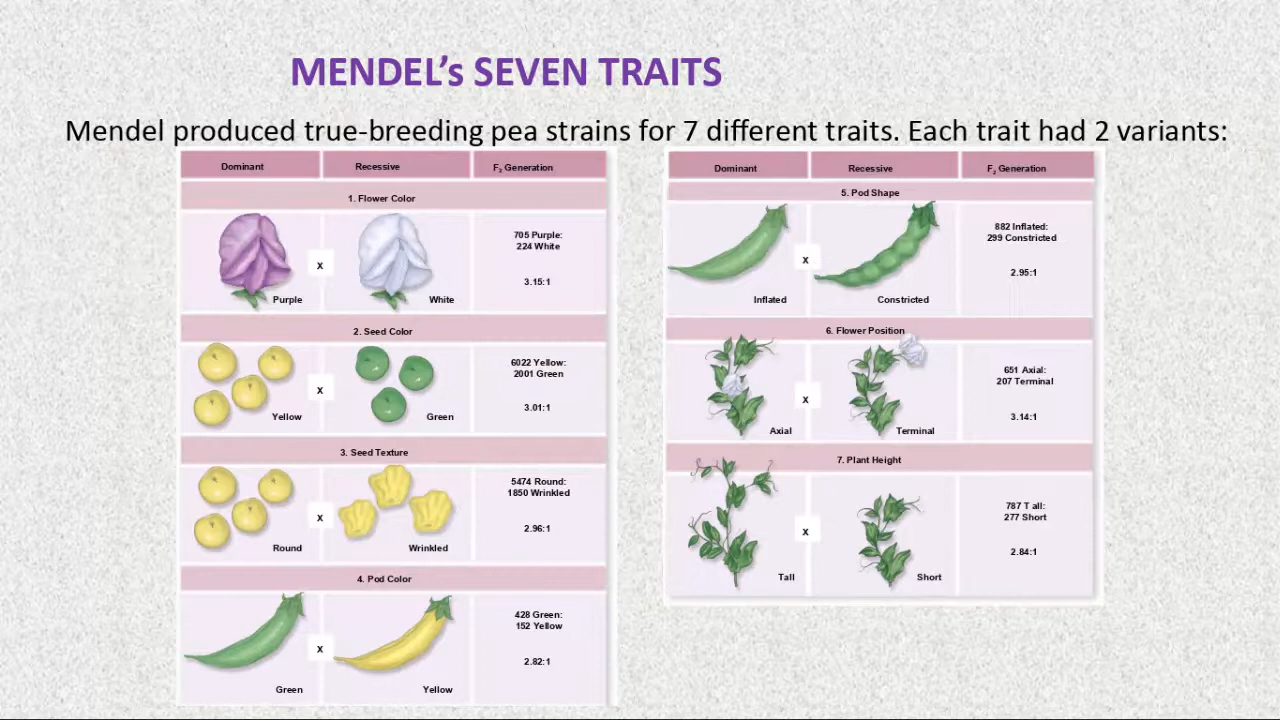 MENDEL's SEVEN TRAITS
Mendel produced true-breeding pea strains for 7 different traits. Each trait had 2 variants:
Dominant Recessive F2 Generation
1. Flower Color
705 Purple:
224 White
x
3.15:1
Purple White
2. Seed Color
6022 Yellow:
2001 Green
x
3.01:1
Yellow Green
3. Seed Texture
5474 Round:
1850 Wrinkled
x
2.96:1
Round Wrinkled
4. Pod Color
428 Green:
152 Yellow
x
2.82:1
Green Yellow
Dominant Recessive F2 Generation
5. Pod Shape
882 Inflated:
299 Constricted
x
2.95:1
Inflated Constricted
6. Flower Position
651 Axial:
207 Terminal
x
3.14:1
Axial Terminal
7. Plant Height
787 T all:
277 Short
x
2.84:1
Tall Short